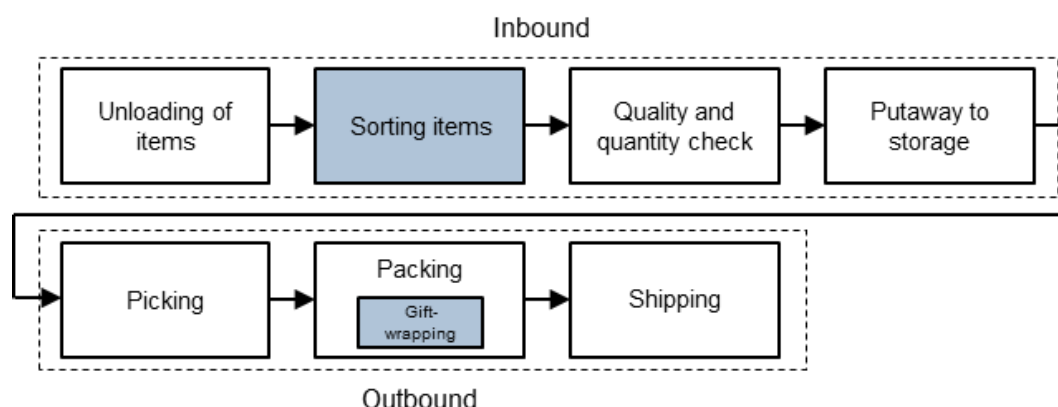 Inbound
Unloading of
items
Sorting items
Quality and
quantity check
Putaway to
storage
Picking
Packing
Gift-
wrapping
Shipping
Outbound